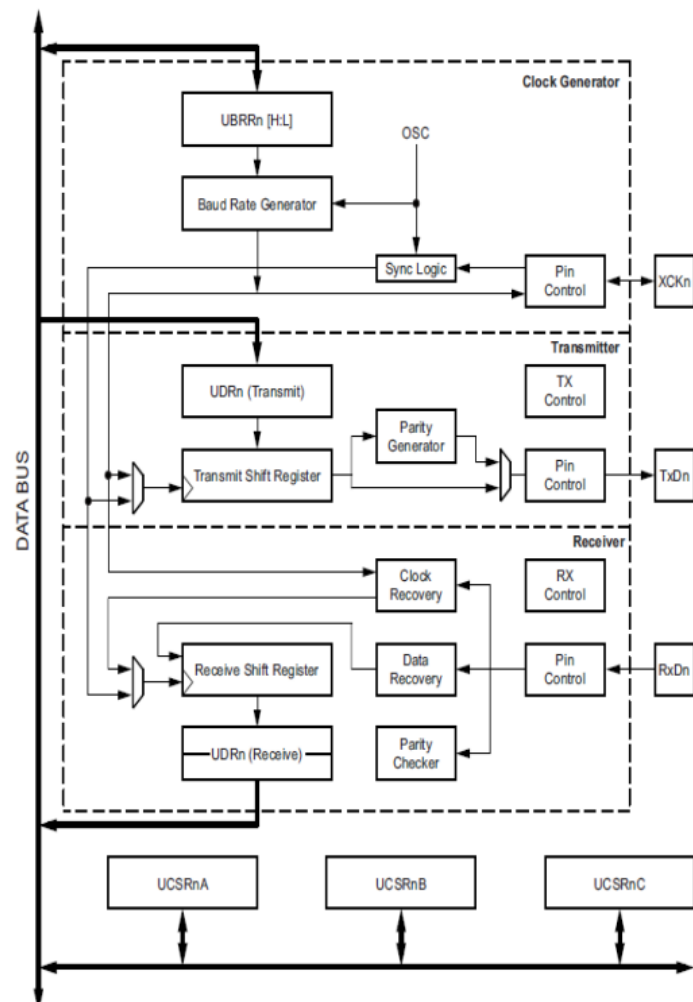 Clock Generator
UBRRn [H:L]
OSC
Baud Rate Generator
Sync Logic
Pin
Control
XCKn
Transmitter
UDRn (Transmit)
TX
Control
Parity
Generator
Transmit Shift Register
Pin
Control
TxDn
DATA BUS
Receiver
Clock
Recovery
RX
Control
Receive Shift Register
Data
Recovery
Pin
Control
RxDn
UDRn (Receive)
Parity
Checker
UCSRnA
UCSRnB
UCSRnC